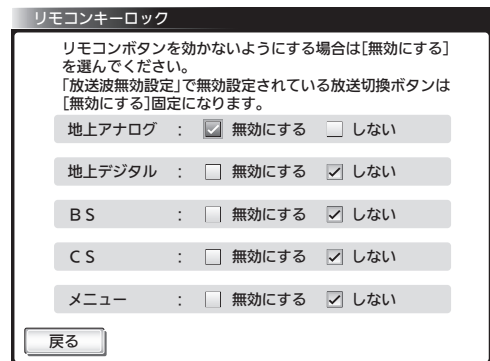 リモコンキーロック
リモコンボタンを効かないようにする場合は[無効にする]
を選んでください。
｢放送波無効設定｣で無効設定されている放送切換ボタンは
[無効にする]固定になります。
地上アナログ : 無効にする しない
地上デジタル : 無効にする しない
ＢＳ : 無効にする しない
ＣＳ : 無効にする しない
メニュー : 無効にする しない
戻る